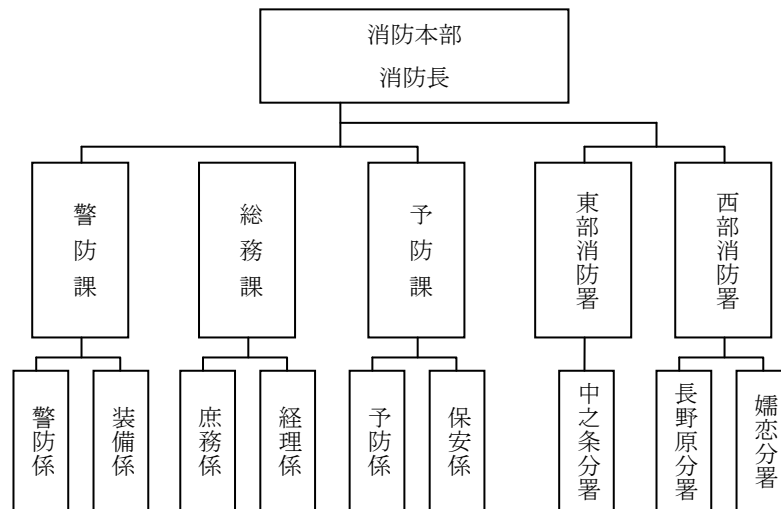 消防本部
消防長
警防課
総務課
予防課
東部消防署
西部消防署
警防係
装備係
庶務係
経理係
予防係
保安係
中之条分署
長野原分署
嬬恋分署